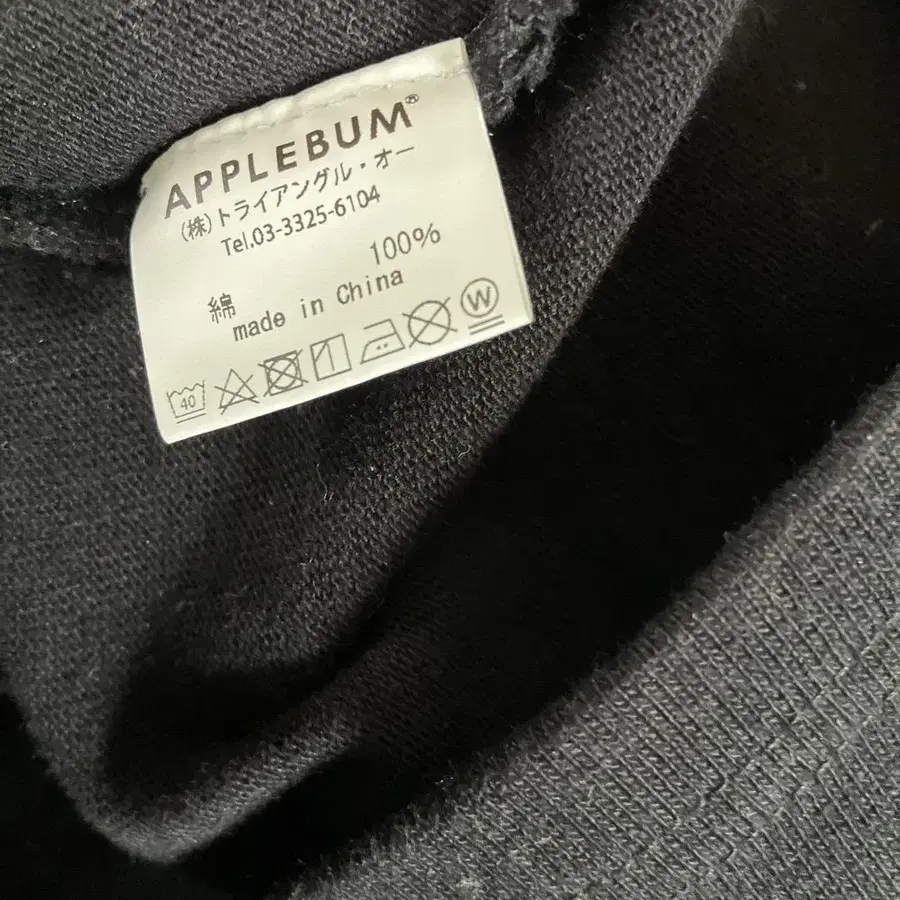 APPLEBUM®
(株)トライアングル・オー
Tel.03-3325-6104
綿 100%
made in China
40 W